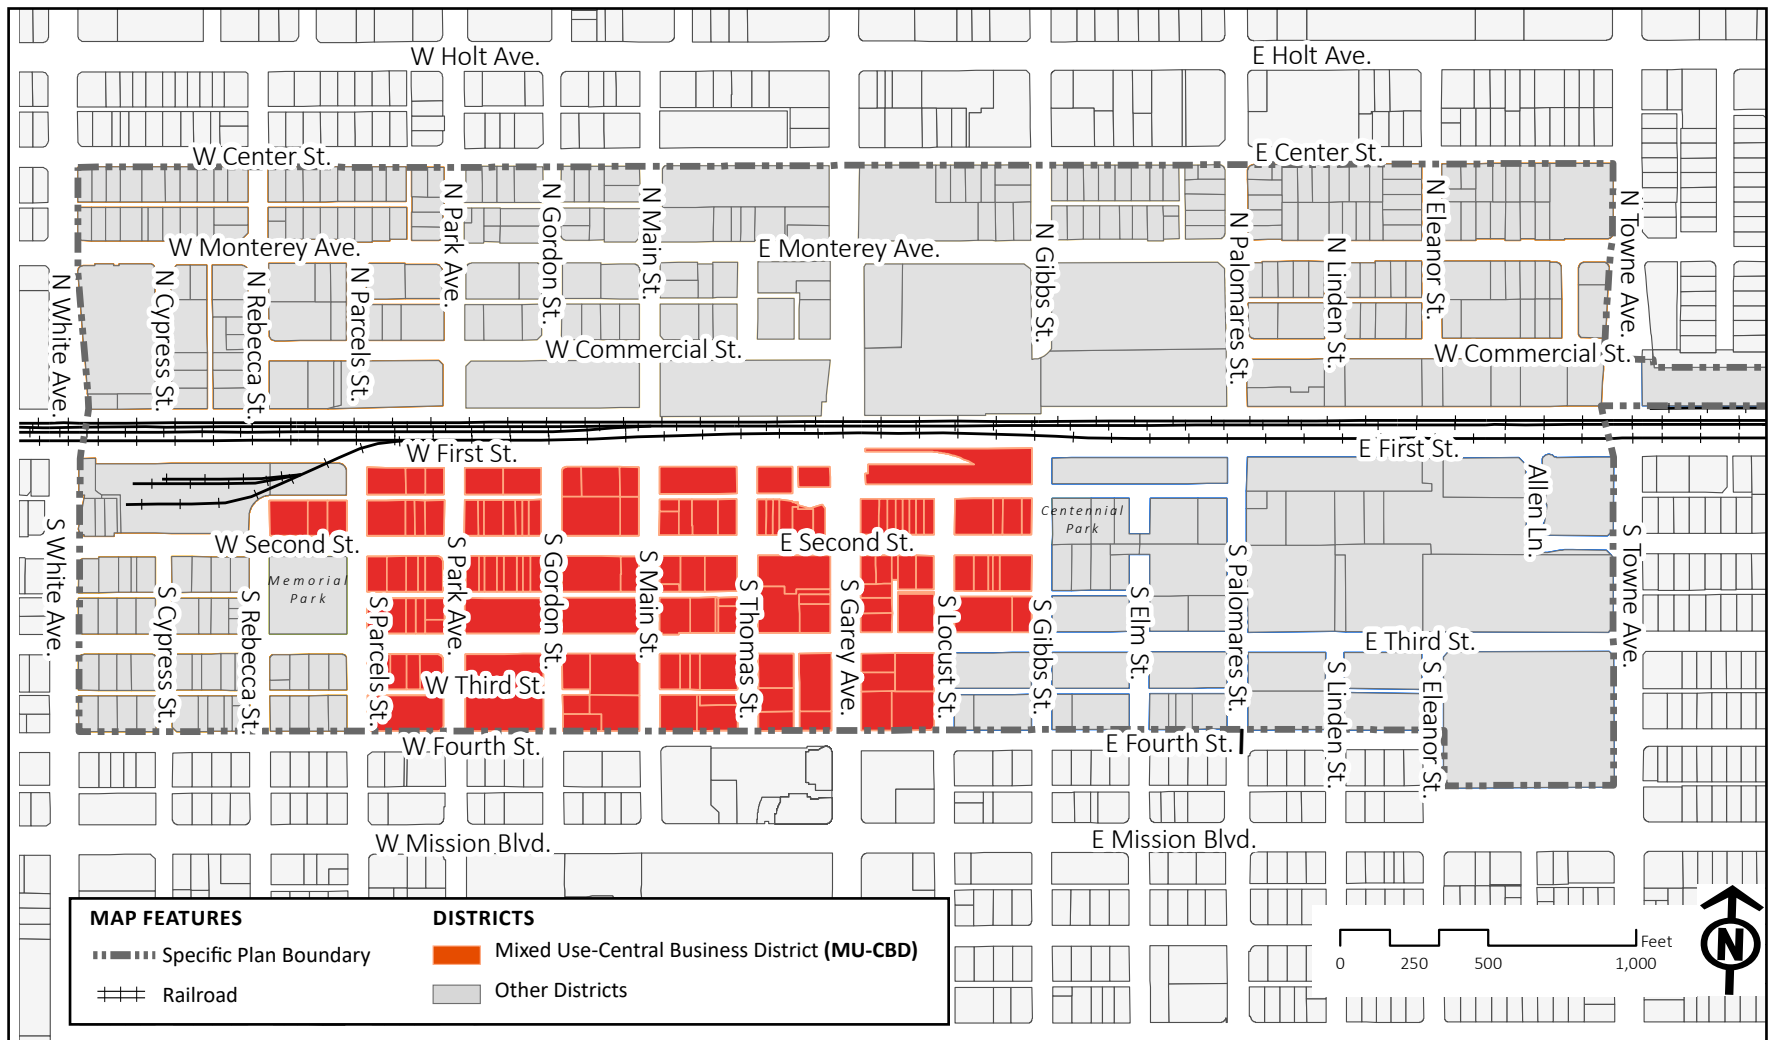 W Holt Ave.
E Holt Ave.
W Center St.
E Center St.
W Monterey Ave.
E Monterey Ave.
N White Ave.
N Cypress St.
N Rebecca St.
N Parcels St.
N Park Ave.
N Gordon St.
N Main St.
N Gibbs St.
N Palomares St.
N Linden St.
N Eleanor St.
N Towne Ave.
W Commercial St.
W Commercial St.
W First St.
E First St.
Allen Ln.
Centennial
Park
W Second St.
E Second St.
Memorial
Park
S White Ave.
S Cypress St.
S Rebecca St.
S Parcels St.
S Park Ave.
S Gordon St.
S Main St.
S Thomas St.
S Garey Ave.
S Locust St.
S Gibbs St.
S Elm St.
S Palomares St.
S Linden St.
S Eleanor St.
S Towne Ave.
W Third St.
E Third St.
W Fourth St.
E Fourth St.
W Mission Blvd.
E Mission Blvd.
MAP FEATURES
Specific Plan Boundary
Railroad
DISTRICTS
Mixed Use-Central Business District (MU-CBD)
Other Districts
Feet
0 250 500 1,000
N